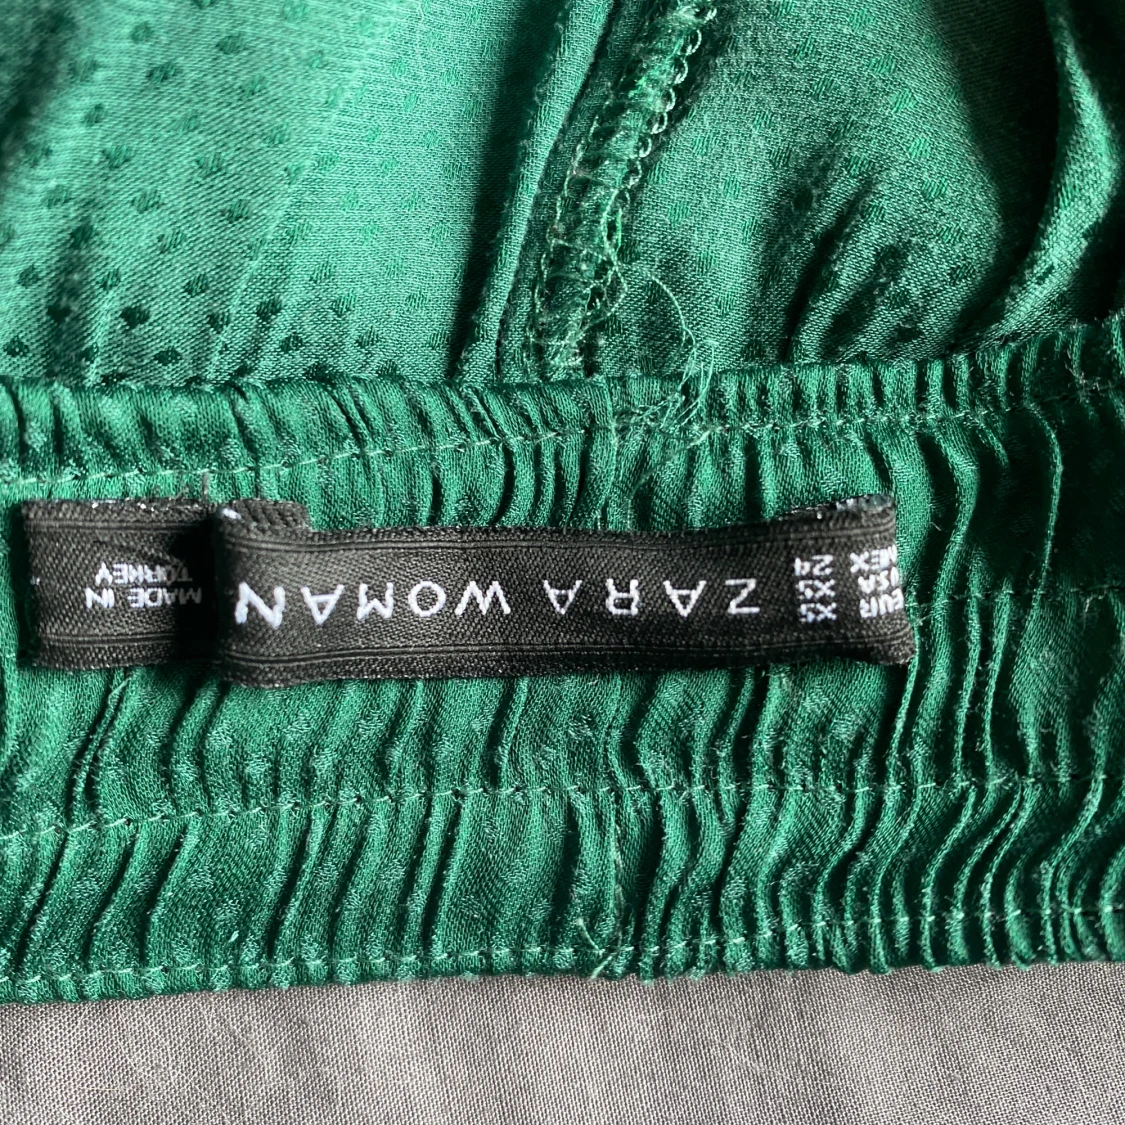 EUR XS
USA XS
MEX 24
ZARA WOMAN
MADE IN
TURKEY